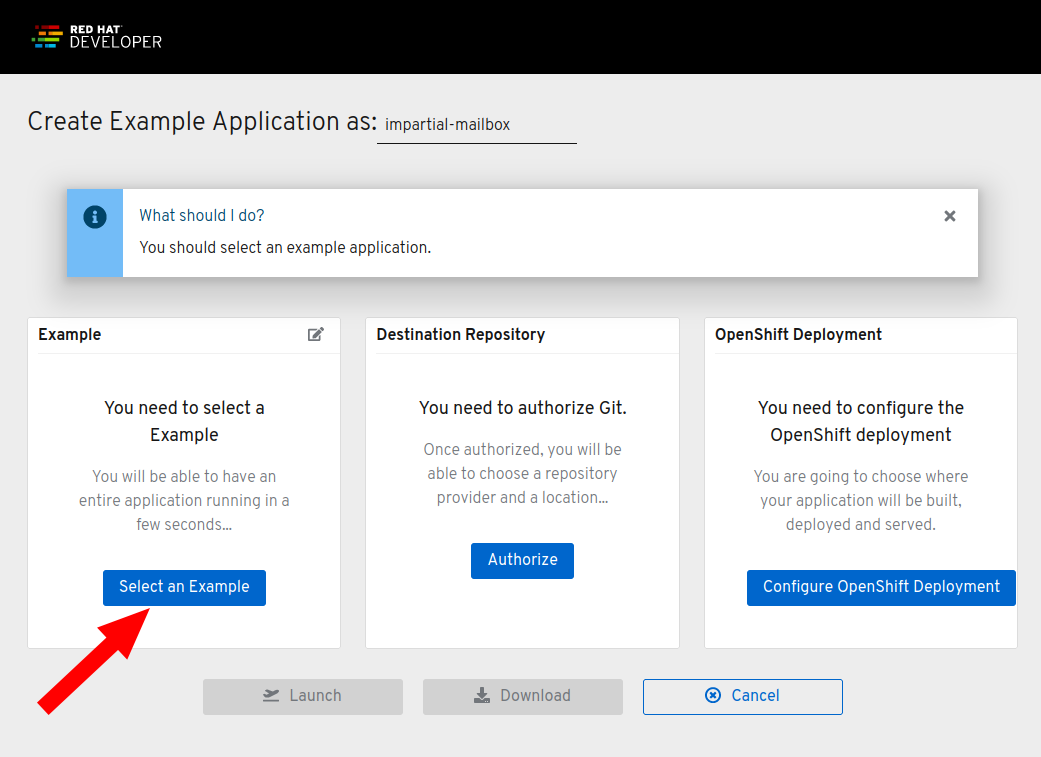 RED HAT
DEVELOPER
Create Example Application as: impartial-mailbox
What should I do?
You should select an example application.
Example
You need to select a
Example
You will be able to have an
entire application running in a
few seconds...
Select an Example
Destination Repository
You need to authorize Git.
Once authorized, you will be
able to choose a repository
provider and a location...
Authorize
OpenShift Deployment
You need to configure the
OpenShift deployment
You are going to choose where
your application will be built,
deployed and served.
Configure OpenShift Deployment
Launch
Download
Cancel